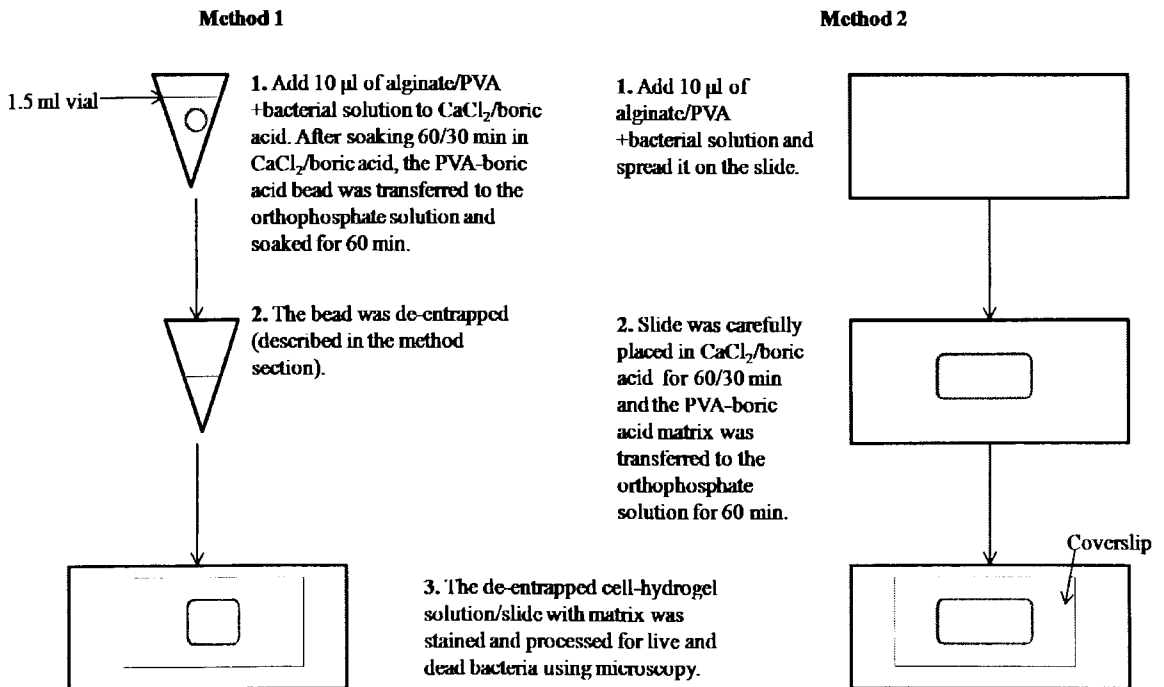 Method 1
1.5 ml vial
1. Add 10 µl of alginate/PVA
+bacterial solution to CaCl₂/boric
acid. After soaking 60/30 min in
CaCl₂/boric acid, the PVA-boric
acid bead was transferred to the
orthophosphate solution and
soaked for 60 min.
2. The bead was de-entrapped
(described in the method
section).
3. The de-entrapped cell-hydrogel
solution/slide with matrix was
stained and processed for live and
dead bacteria using microscopy.
Method 2
1. Add 10 µl of
alginate/PVA
+bacterial solution and
spread it on the slide.
2. Slide was carefully
placed in CaCl₂/boric
acid for 60/30 min
and the PVA-boric
acid matrix was
transferred to the
orthophosphate
solution for 60 min.
Coverslip